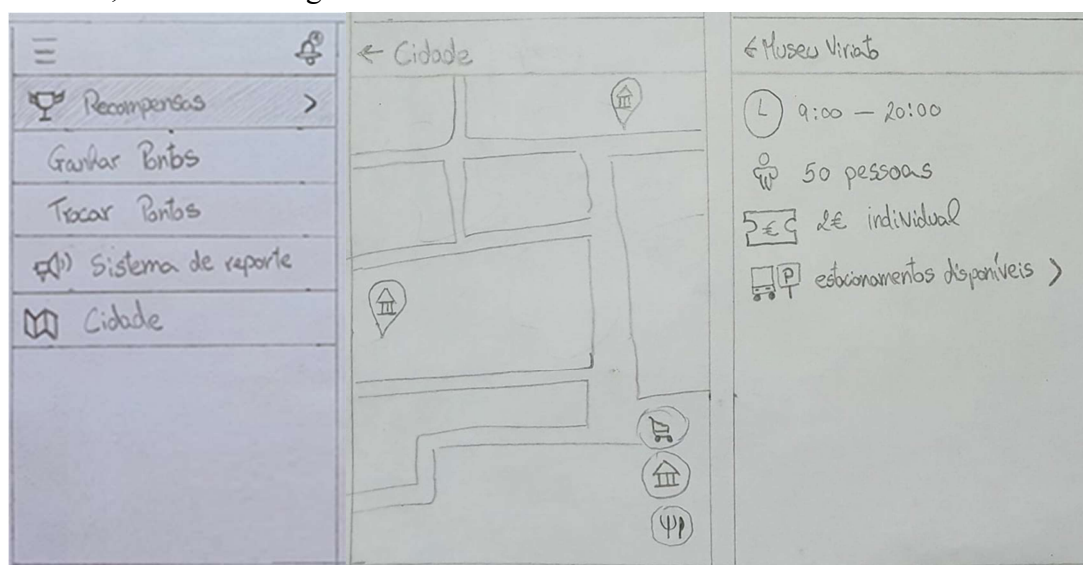 Recompensas >
Ganhar Pontos
Trocar Pontos
Sistema de reporte
Cidade
← Cidade
← Museu Viriato
9:00 — 20:00
50 pessoas
€ 2€ individual
P estacionamentos disponíveis >